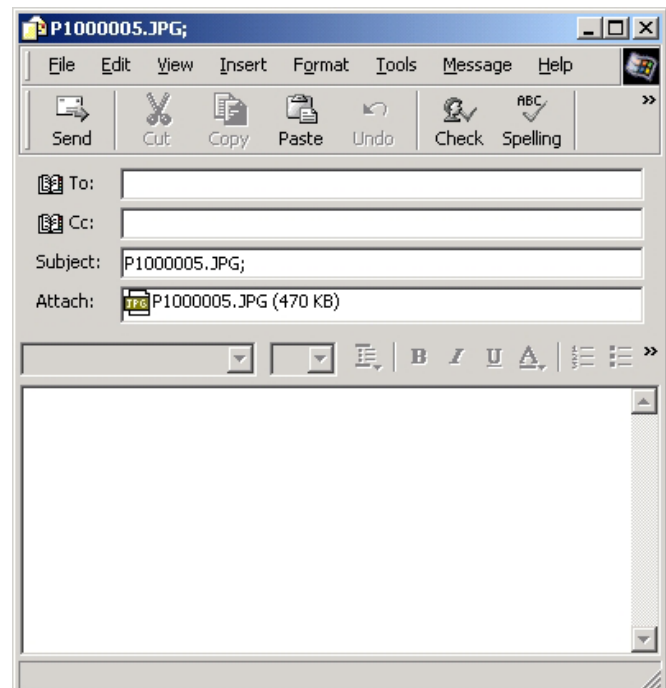 P1000005.JPG;
File Edit View Insert Format Tools Message Help
ABC
Send Cut Copy Paste Undo Check Spelling
To:
Cc:
Subject: P1000005.JPG;
Attach: JPG P1000005.JPG (470 KB)
B I U A